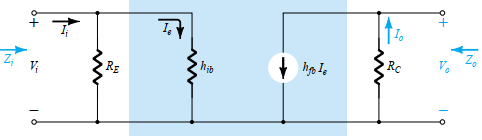 + I_i I_e I_o +
Z_i V_i R_E h_ib h_fb I_e R_C V_o Z_o
− −